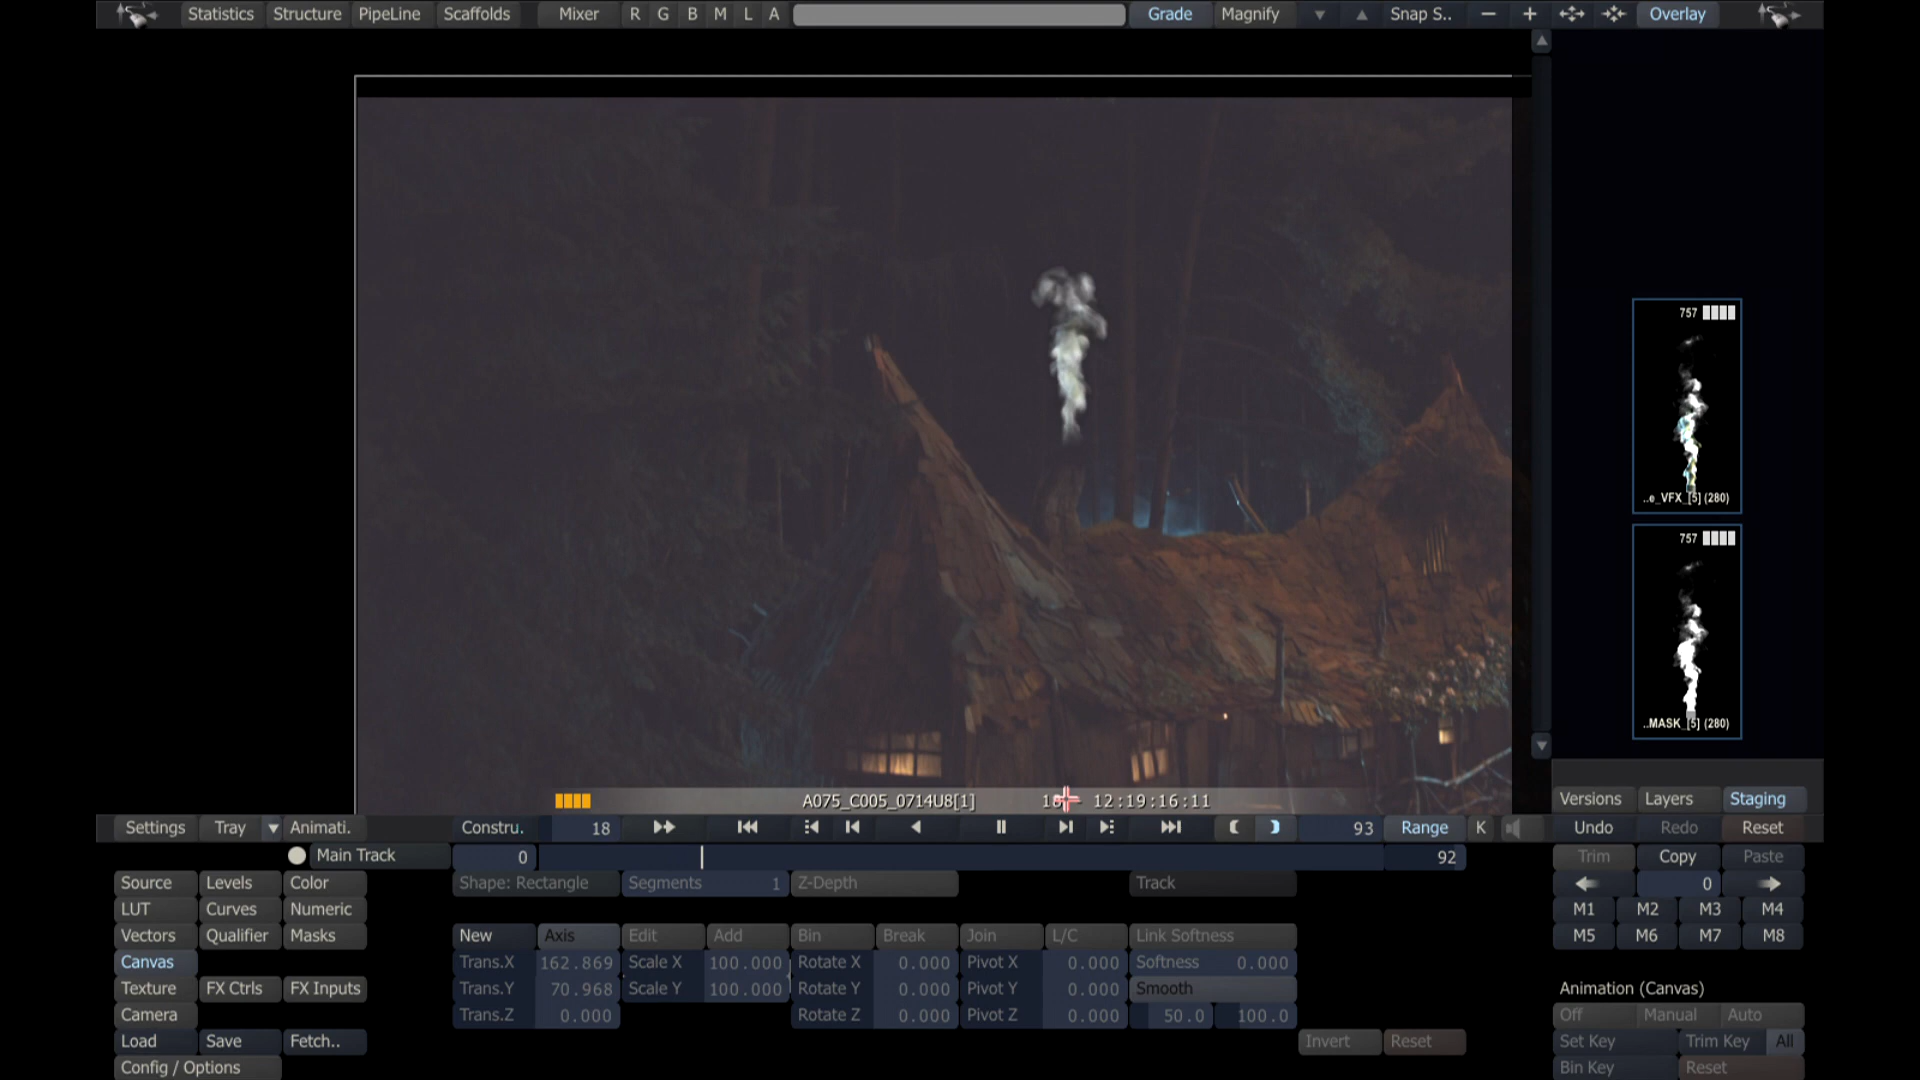 Statistics Structure PipeLine Scaffolds Mixer R G B M L A Grade Magnify Snap S.. Overlay
757
..e_VFX_[5] (280)
757
..MASK_[5] (280)
A075_C005_0714U8[1] 12:19:16:11
Versions Layers Staging
Settings Tray Animati. Constru. 18 93 Range K Undo Redo Reset
Main Track 0 92 Trim Copy Paste
Source Levels Color Shape: Rectangle Segments 1 Z-Depth Track 0
LUT Curves Numeric M1 M2 M3 M4
Vectors Qualifier Masks New Axis Edit Add Bin Break Join L/C Link Softness M5 M6 M7 M8
Canvas Trans.X 162.869 Scale X 100.000 Rotate X 0.000 Pivot X 0.000 Softness 0.000
Texture FX Ctrls FX Inputs Trans.Y 70.968 Scale Y 100.000 Rotate Y 0.000 Pivot Y 0.000 Smooth Animation (Canvas)
Camera Trans.Z 0.000 Rotate Z 0.000 Pivot Z 0.000 50.0 100.0 Off Manual Auto
Load Save Fetch.. Invert Reset Set Key Trim Key All
Config / Options Bin Key Reset